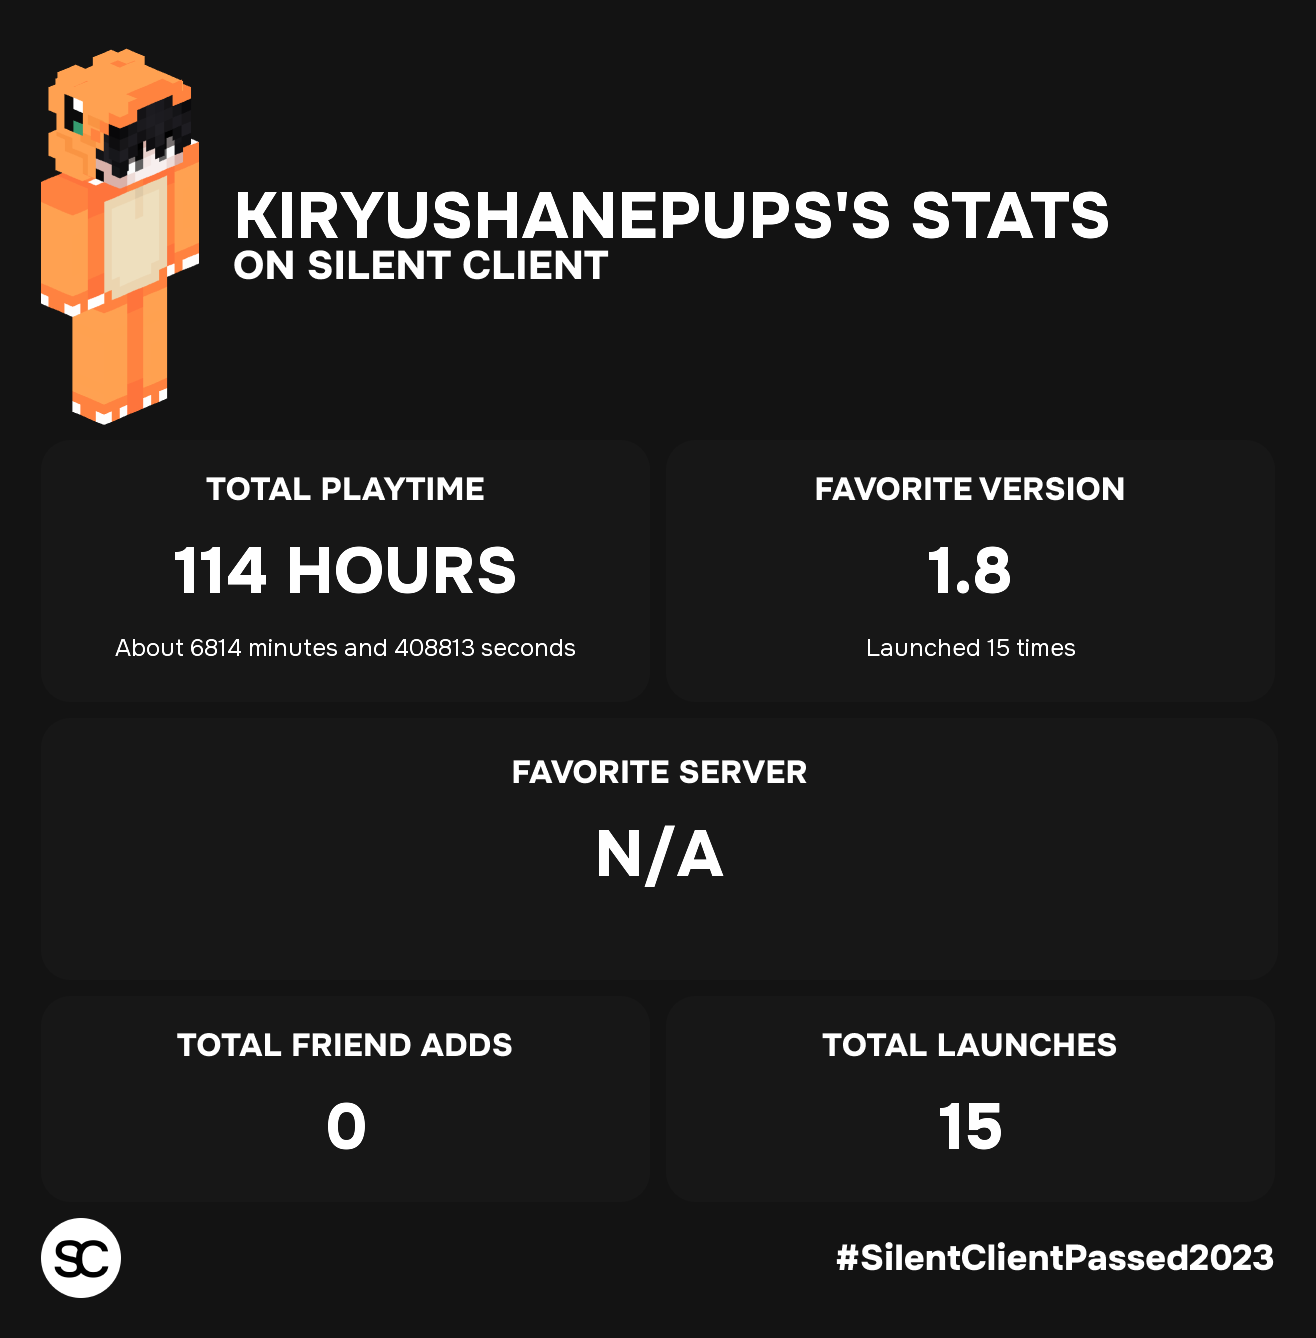 KIRYUSHANEPUPS'S STATS
ON SILENT CLIENT
TOTAL PLAYTIME
114 HOURS
About 6814 minutes and 408813 seconds
FAVORITE VERSION
1.8
Launched 15 times
FAVORITE SERVER
N/A
TOTAL FRIEND ADDS
0
TOTAL LAUNCHES
15
SC
#SilentClientPassed2023